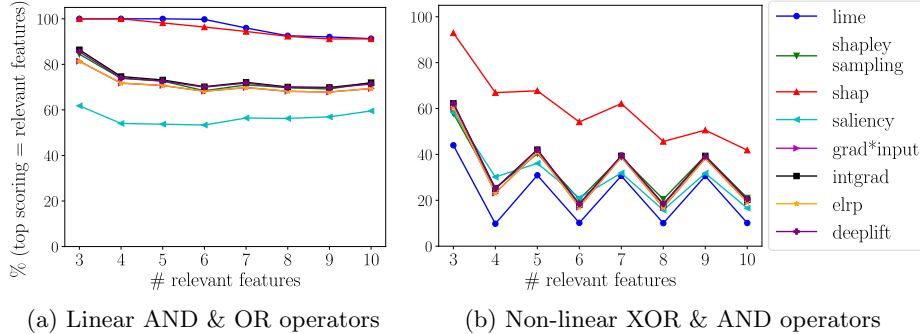 % (top scoring = relevant features)
100
80
60
40
20
0
3 4 5 6 7 8 9 10
# relevant features
(a) Linear AND & OR operators
100
80
60
40
20
0
3 4 5 6 7 8 9 10
# relevant features
(b) Non-linear XOR & AND operators
lime
shapley
sampling
shap
saliency
grad*input
intgrad
elrp
deeplift